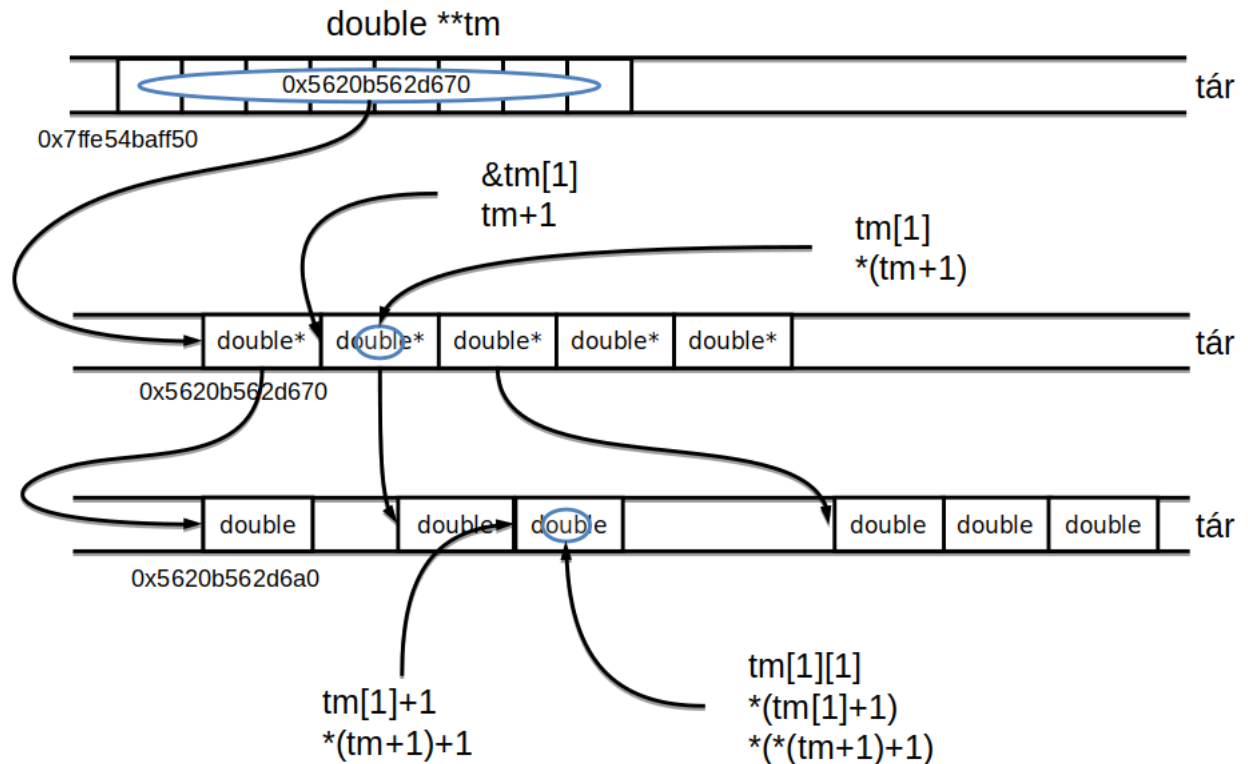 double **tm
0x5620b562d670
tár
0x7ffe54baff50
&tm[1]
tm+1
tm[1]
*(tm+1)
double* double* double* double* double*
tár
0x5620b562d670
double double double double double double
tár
0x5620b562d6a0
tm[1]+1
*(tm+1)+1
tm[1][1]
*(tm[1]+1)
*(*(tm+1)+1)